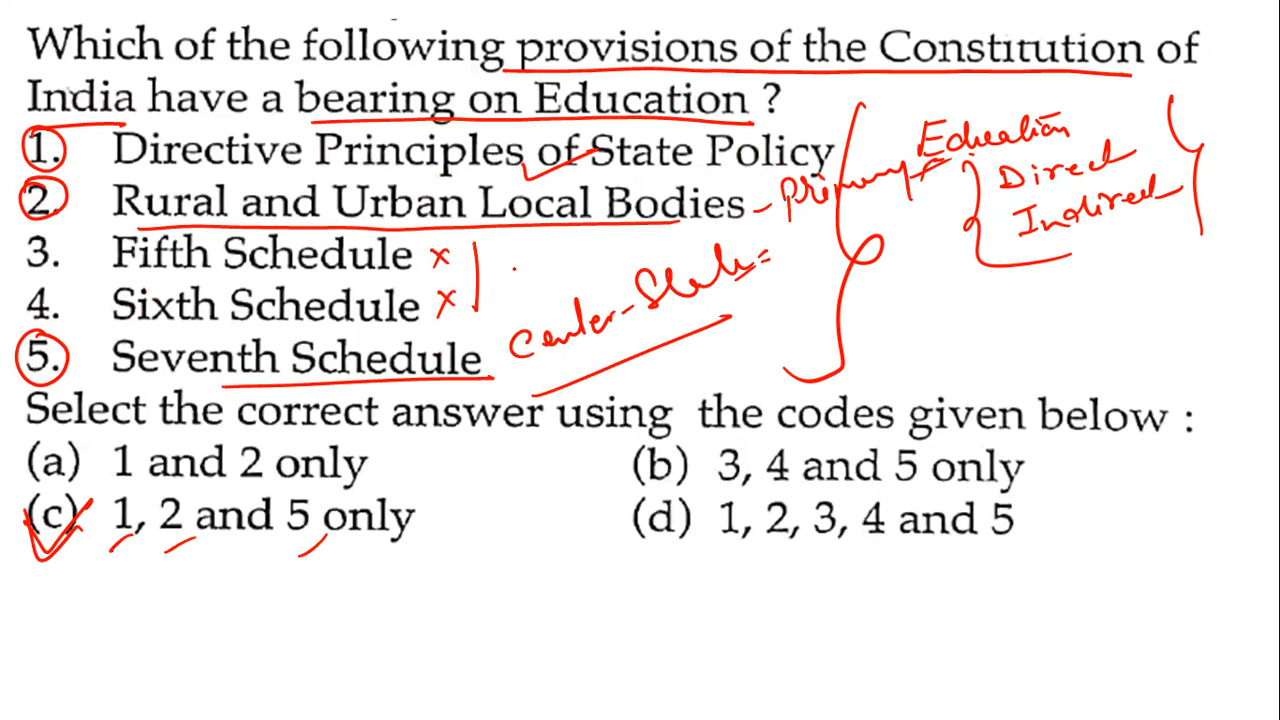 Which of the following provisions of the Constitution of
India have a bearing on Education ?
1. Directive Principles of State Policy
Education
Direct
Indirect
2. Rural and Urban Local Bodies - Primary
3. Fifth Schedule ×
4. Sixth Schedule ×
Center-State
5. Seventh Schedule
Select the correct answer using the codes given below :
(a) 1 and 2 only
(b) 3, 4 and 5 only
(c) 1, 2 and 5 only
(d) 1, 2, 3, 4 and 5